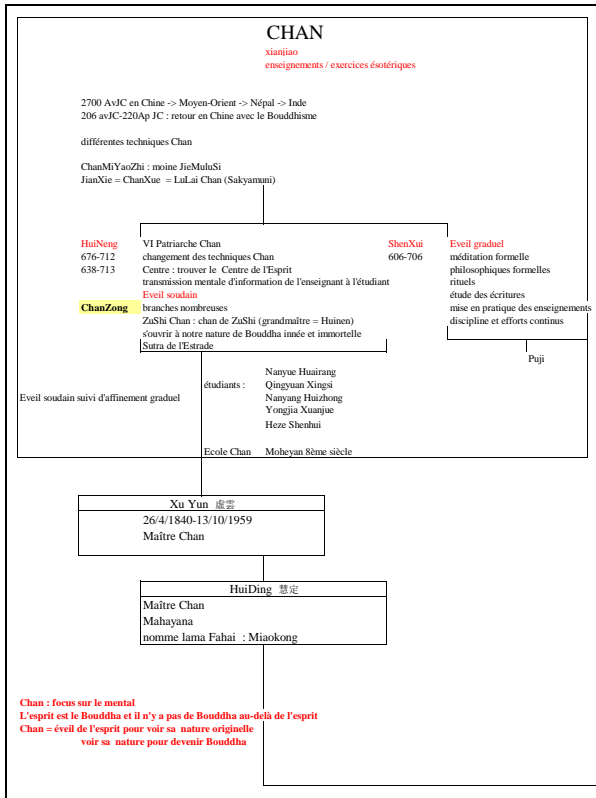 CHAN
xianjiao
enseignements / exercices ésotériques
2700 AvJC en Chine -> Moyen-Orient -> Népal -> Inde
206 avJC-220Ap JC : retour en Chine avec le Bouddhisme
différentes techniques Chan
ChanMiYaoZhi : moine JieMuluSi
JianXie = ChanXue = LuLai Chan (Sakyamuni)
HuiNeng VI Patriarche Chan ShenXui Eveil graduel
676-712 changement des techniques Chan 606-706 méditation formelle
638-713 Centre : trouver le Centre de l'Esprit philosophiques formelles
transmission mentale d'information de l'enseignant à l'étudiant rituels
Eveil soudain étude des écritures
ChanZong branches nombreuses mise en pratique des enseignements
ZuShi Chan : chan de ZuShi (grandmaître = Huinen) discipline et efforts continus
s'ouvrir à notre nature de Bouddha innée et immortelle
Sutra de l'Estrade
Puji
Nanyue Huairang
étudiants : Qingyuan Xingsi
Eveil soudain suivi d'affinement graduel Nanyang Huizhong
Yongjia Xuanjue
Heze Shenhui
Ecole Chan Moheyan 8ème siècle
Xu Yun 虛雲
26/4/1840-13/10/1959
Maître Chan
HuiDing 慧定
Maître Chan
Mahayana
nomme lama Fahai : Miaokong
Chan : focus sur le mental
L'esprit est le Bouddha et il n'y a pas de Bouddha au-delà de l'esprit
Chan = éveil de l'esprit pour voir sa nature originelle
voir sa nature pour devenir Bouddha